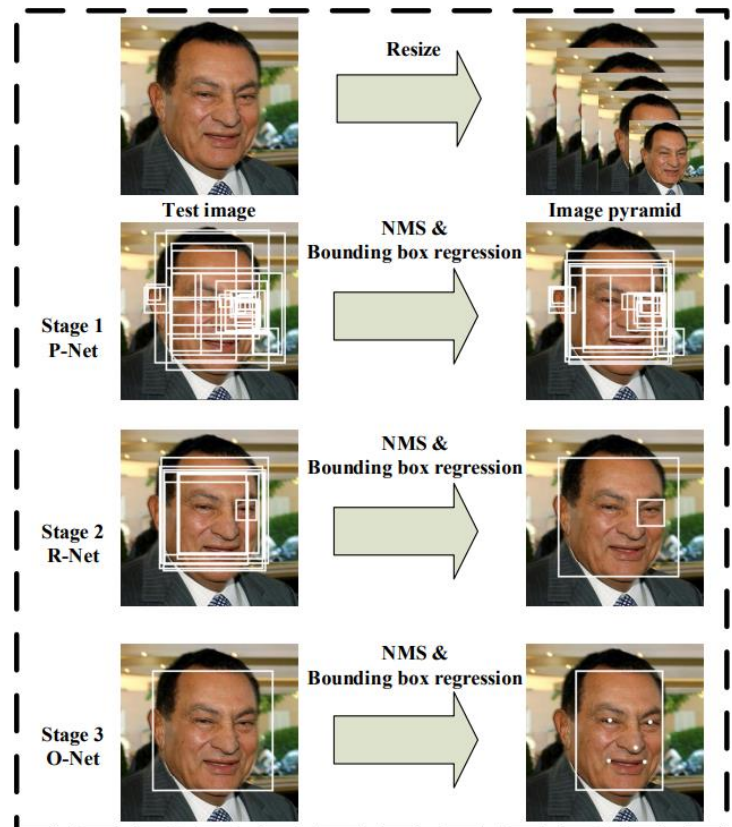 Resize
Test image
Image pyramid
Stage 1
P-Net
NMS &
Bounding box regression
Stage 2
R-Net
NMS &
Bounding box regression
Stage 3
O-Net
NMS &
Bounding box regression